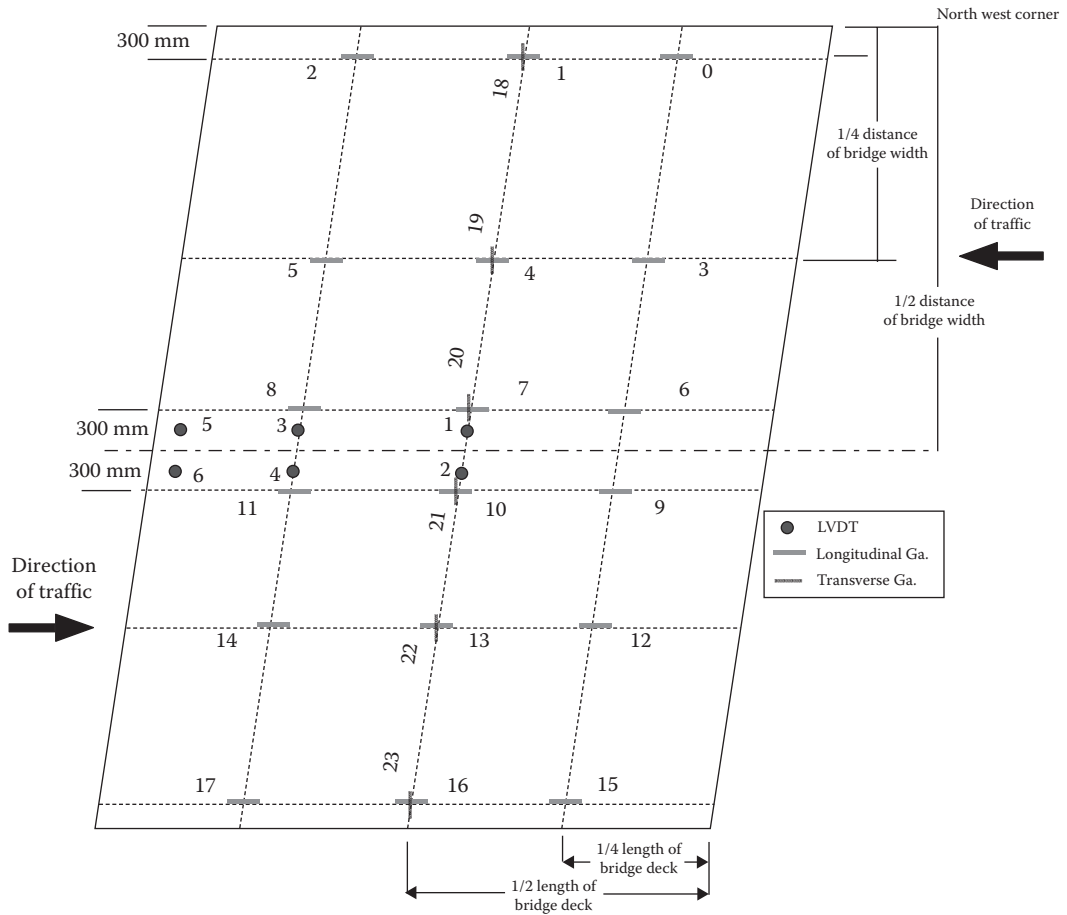 North west corner
300 mm
2
1
0
18
1/4 distance
of bridge width
Direction
of traffic
19
5
4
3
1/2 distance
of bridge width
20
8
7
6
300 mm
5
3
1
300 mm
6
4
2
11
21
10
9
LVDT
Longitudinal Ga.
Transverse Ga.
Direction
of traffic
14
22
13
12
23
17
16
15
1/4 length of
bridge deck
1/2 length of
bridge deck